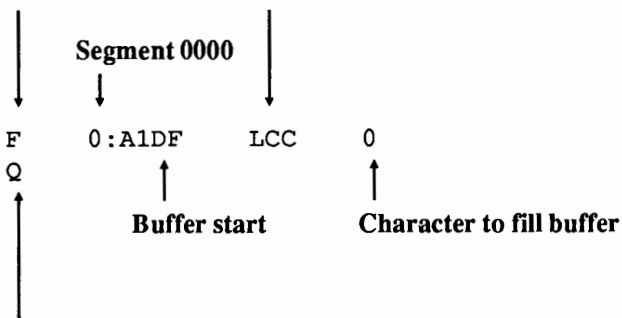 Segment 0000
F 0:A1DF LCC 0
Q
Buffer start Character to fill buffer